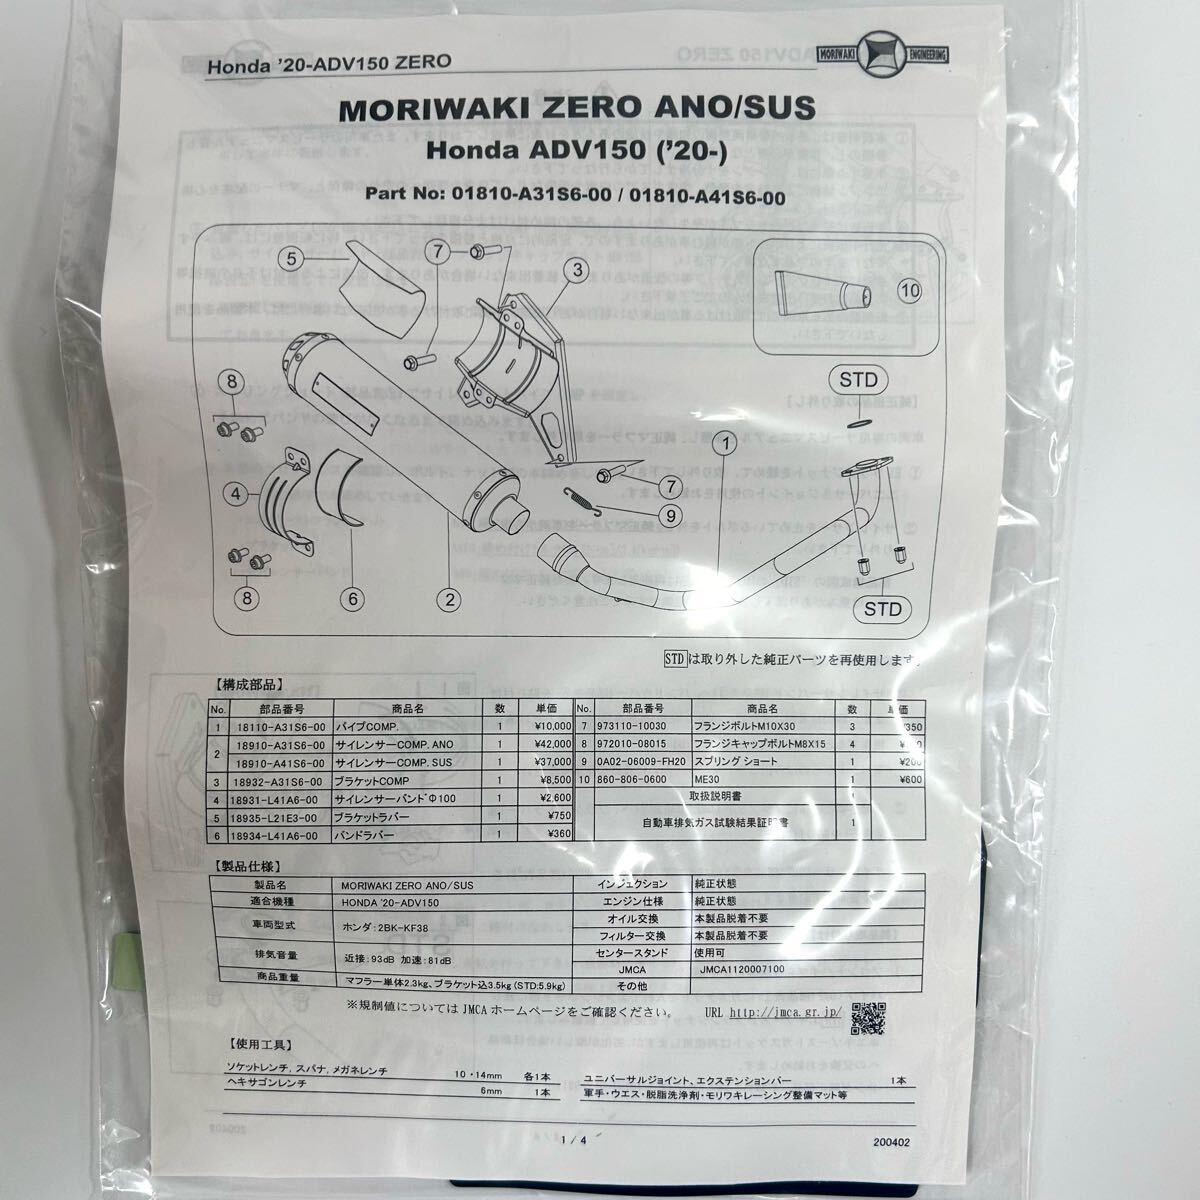 Honda '20-ADV150 ZERO
MORIWAKI ENGINEERING
MORIWAKI ZERO ANO/SUS
Honda ADV150 ('20-)
Part No: 01810-A31S6-00 / 01810-A41S6-00
5
7
3
10
STD
8
1
4
7
9
8
6
2
STD
STDは取り外した純正パーツを再使用します。
【構成部品】
No. 部品番号 商品名 数 単価 No. 部品番号 商品名 数 単価
1 18110-A31S6-00 パイプCOMP. 1 ¥10,000 7 973110-10030 フランジボルトM10X30 3 ¥350
2 18910-A31S6-00 サイレンサーCOMP. ANO 1 ¥42,000 8 972010-08015 フランジキャップボルトM8X15 4
18910-A41S6-00 サイレンサーCOMP. SUS 1 ¥37,000 9 0A02-06009-FH20 スプリング ショート 1 ¥200
3 18932-A31S6-00 ブラケットCOMP 1 ¥8,500 10 860-806-0600 ME30 1 ¥600
4 18931-L41A6-00 サイレンサーバンドΦ100 1 ¥2,600 取扱説明書 1
5 18935-L21E3-00 ブラケットラバー 1 ¥750 自動車排気ガス試験結果証明書 1
6 18934-L41A6-00 バンドラバー 1 ¥360
【製品仕様】
製品名 MORIWAKI ZERO ANO/SUS インジェクション 純正状態
適合機種 HONDA '20-ADV150 エンジン仕様 純正状態
車両型式 ホンダ:2BK-KF38 オイル交換 本製品脱着不要
フィルター交換 本製品脱着不要
排気音量 近接:93dB 加速:81dB センタースタンド 使用可
JMCA JMCA1120007100
商品重量 マフラー単体2.3kg、ブラケット込3.5kg (STD:5.9kg) その他
※規制値については JMCA ホームページをご確認ください。 URL http://jmca.gr.jp/
【使用工具】
ソケットレンチ, スパナ, メガネレンチ 10・14mm 各1本 ユニバーサルジョイント、エクステンションバー 1本
ヘキサゴンレンチ 6mm 1本 軍手・ウエス・脱脂洗浄剤・モリワキレーシング整備マット等
1 / 4
200402